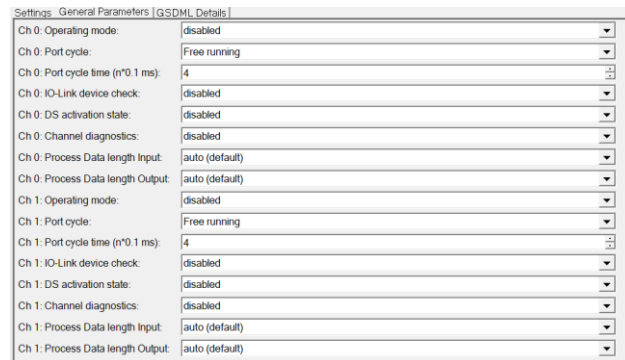 Settings General Parameters GSDML Details
Ch 0: Operating mode: disabled
Ch 0: Port cycle: Free running
Ch 0: Port cycle time (n*0.1 ms): 4
Ch 0: IO-Link device check: disabled
Ch 0: DS activation state: disabled
Ch 0: Channel diagnostics: disabled
Ch 0: Process Data length Input: auto (default)
Ch 0: Process Data length Output: auto (default)
Ch 1: Operating mode: disabled
Ch 1: Port cycle: Free running
Ch 1: Port cycle time (n*0.1 ms): 4
Ch 1: IO-Link device check: disabled
Ch 1: DS activation state: disabled
Ch 1: Channel diagnostics: disabled
Ch 1: Process Data length Input: auto (default)
Ch 1: Process Data length Output: auto (default)